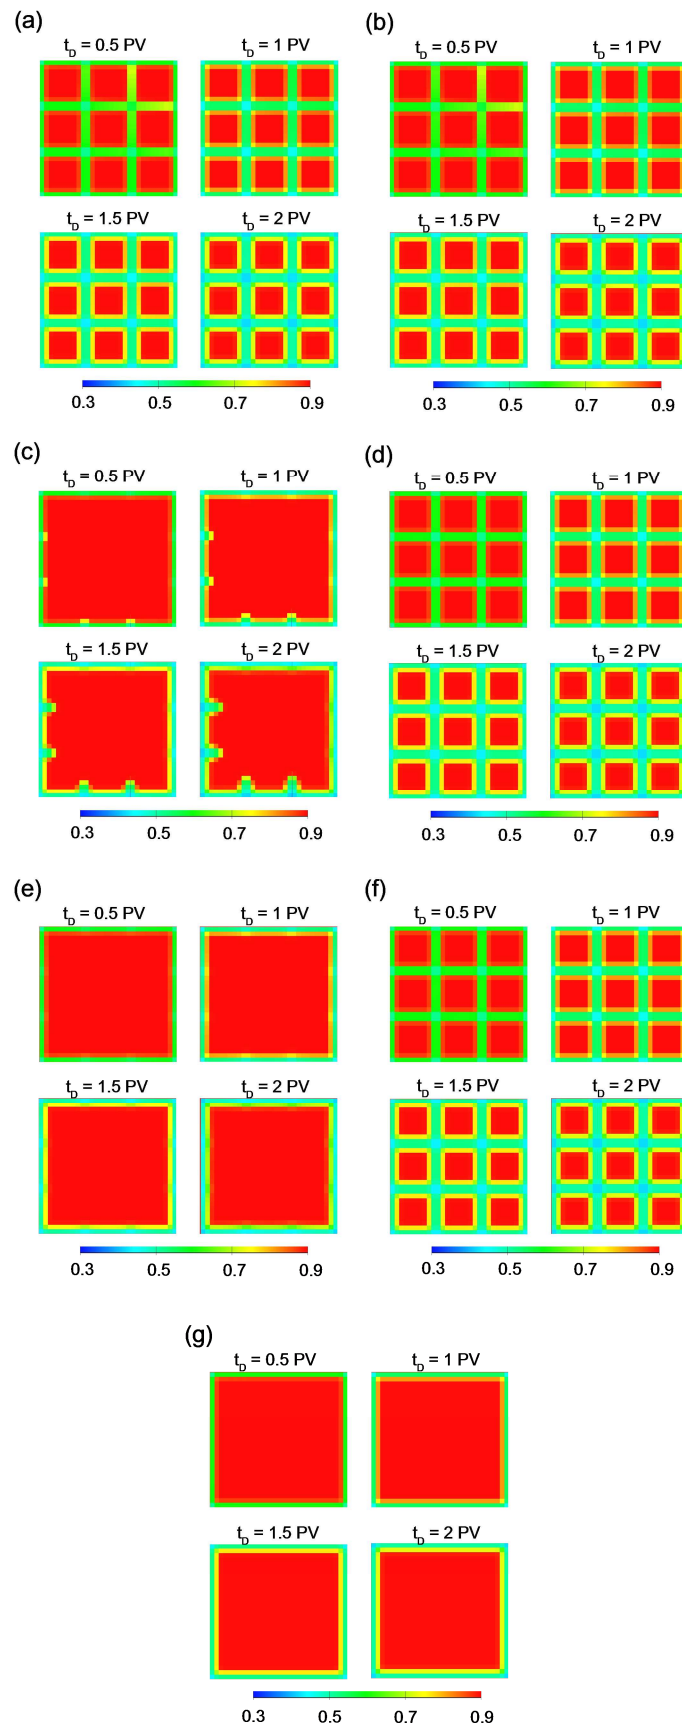 (a)
(b)
t_D = 0.5 PV
t_D = 1 PV
t_D = 0.5 PV
t_D = 1 PV
t_D = 1.5 PV
t_D = 2 PV
t_D = 1.5 PV
t_D = 2 PV
0.3 0.5 0.7 0.9
0.3 0.5 0.7 0.9
(c)
(d)
t_D = 0.5 PV
t_D = 1 PV
t_D = 0.5 PV
t_D = 1 PV
t_D = 1.5 PV
t_D = 2 PV
t_D = 1.5 PV
t_D = 2 PV
0.3 0.5 0.7 0.9
0.3 0.5 0.7 0.9
(e)
(f)
t_D = 0.5 PV
t_D = 1 PV
t_D = 0.5 PV
t_D = 1 PV
t_D = 1.5 PV
t_D = 2 PV
t_D = 1.5 PV
t_D = 2 PV
0.3 0.5 0.7 0.9
0.3 0.5 0.7 0.9
(g)
t_D = 0.5 PV
t_D = 1 PV
t_D = 1.5 PV
t_D = 2 PV
0.3 0.5 0.7 0.9